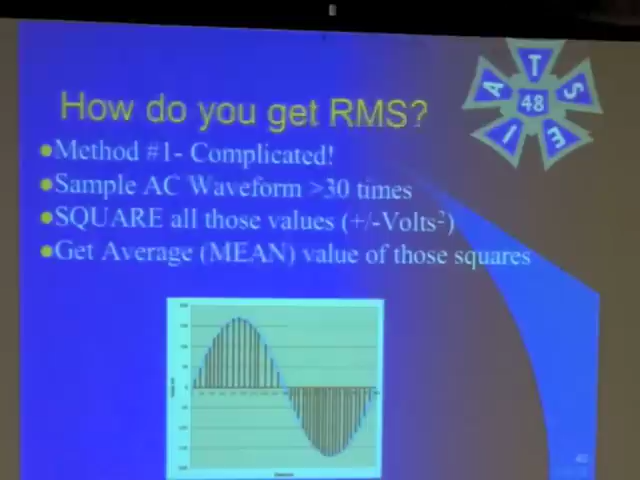 How do you get RMS?
Method #1- Complicated!
Sample AC Waveform >30 times
SQUARE all those values (+/-Volts²)
Get Average (MEAN) value of those squares
I A T S E
48